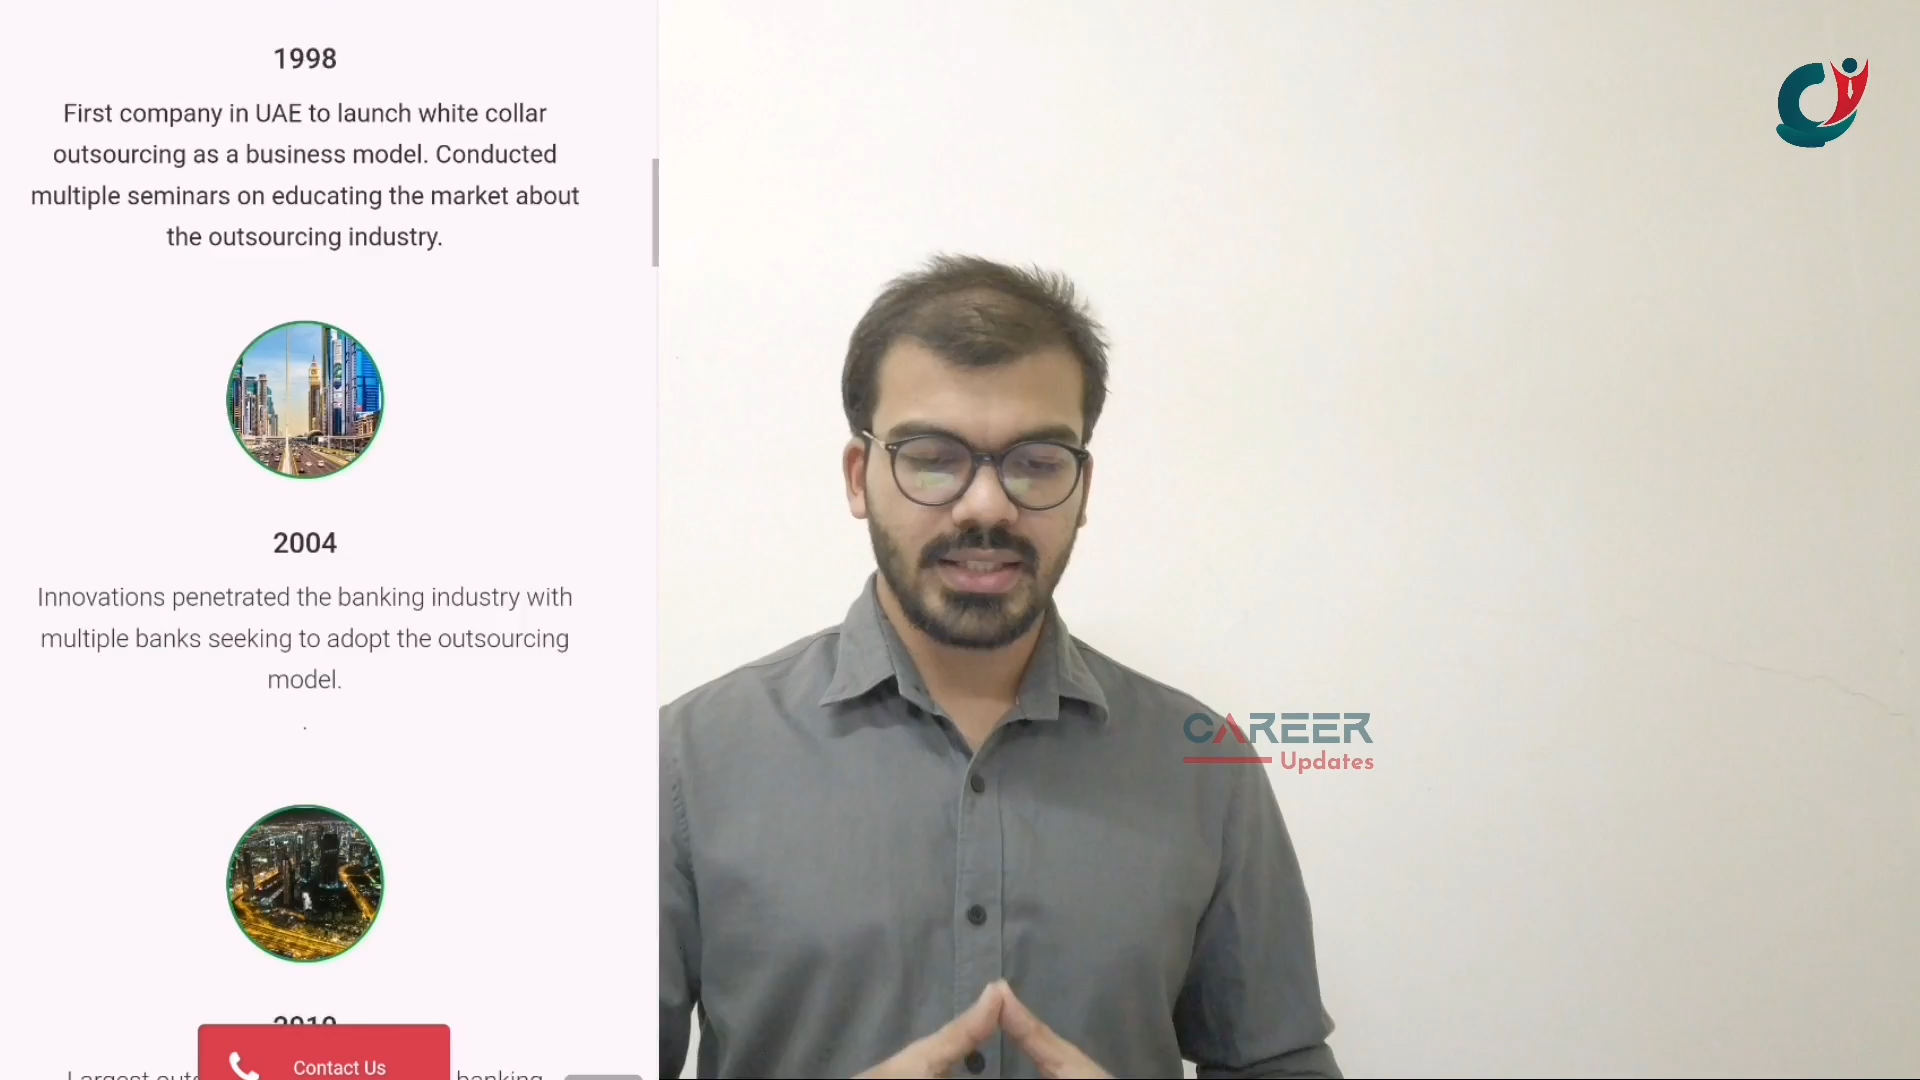 1998
First company in UAE to launch white collar
outsourcing as a business model. Conducted
multiple seminars on educating the market about
the outsourcing industry.
2004
Innovations penetrated the banking industry with
multiple banks seeking to adopt the outsourcing
model.
.
Contact Us
banking
CAREER
Updates